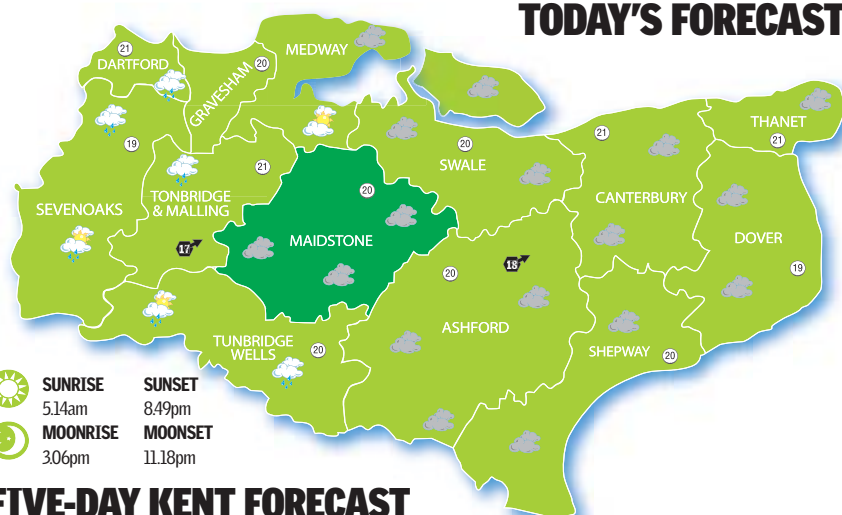 TODAY'S FORECAST
MEDWAY
21
DARTFORD
20
GRAVESHAM
THANET
21
19
21
20
SWALE
21
CANTERBURY
TONBRIDGE
& MALLING
20
SEVENOAKS
MAIDSTONE
DOVER
17
18
20
19
ASHFORD
TUNBRIDGE
WELLS
20
SHEPWAY
20
SUNRISE SUNSET
5.14am 8.49pm
MOONRISE MOONSET
3.06pm 11.18pm
FIVE-DAY KENT FORECAST